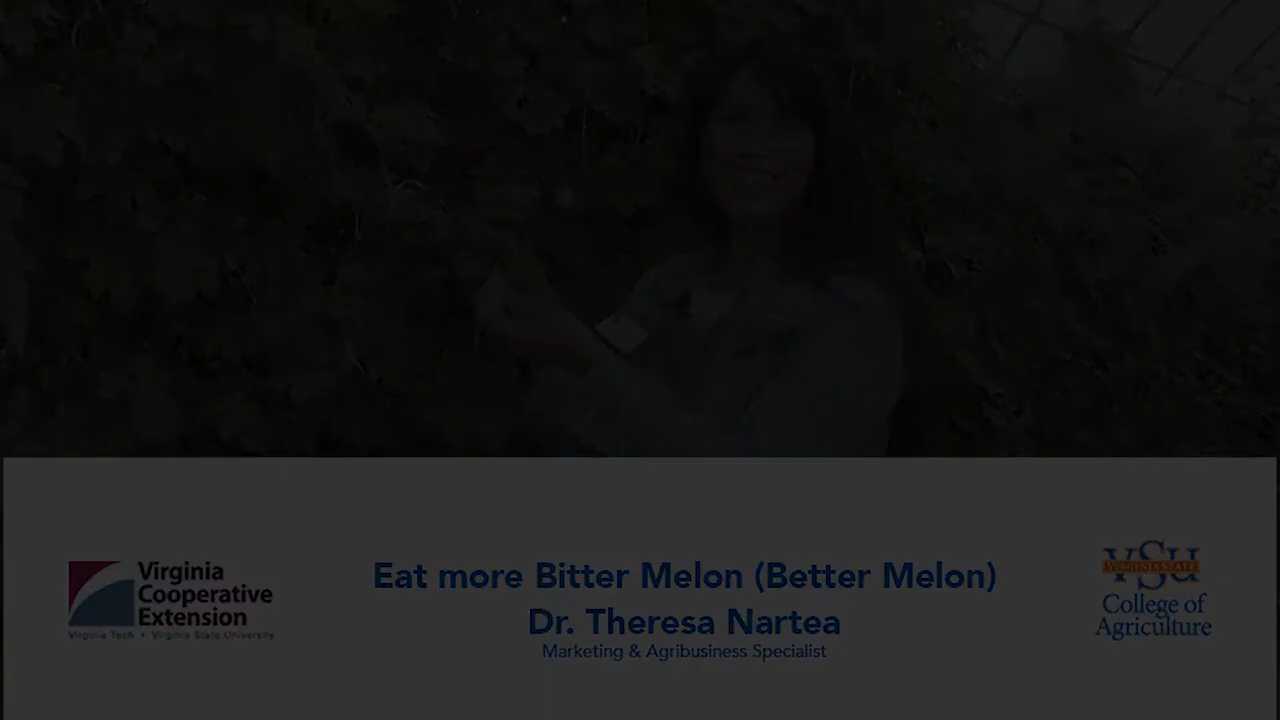 Virginia
Cooperative
Extension
Virginia Tech • Virginia State University
Eat more Bitter Melon (Better Melon)
Dr. Theresa Nartea
Marketing & Agribusiness Specialist
VSU
VIRGINIA STATE
College of
Agriculture